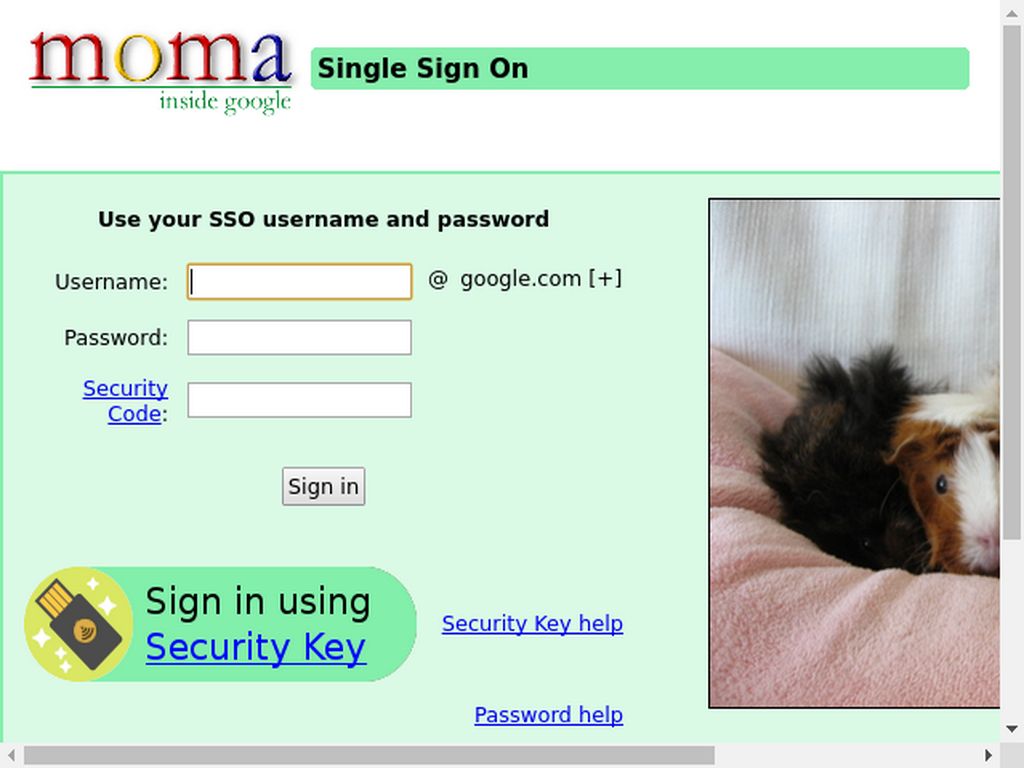 moma
inside google
Single Sign On
Use your SSO username and password
Username:
@ google.com [+]
Password:
Security
Code:
Sign in
Sign in using
Security Key
Security Key help
Password help